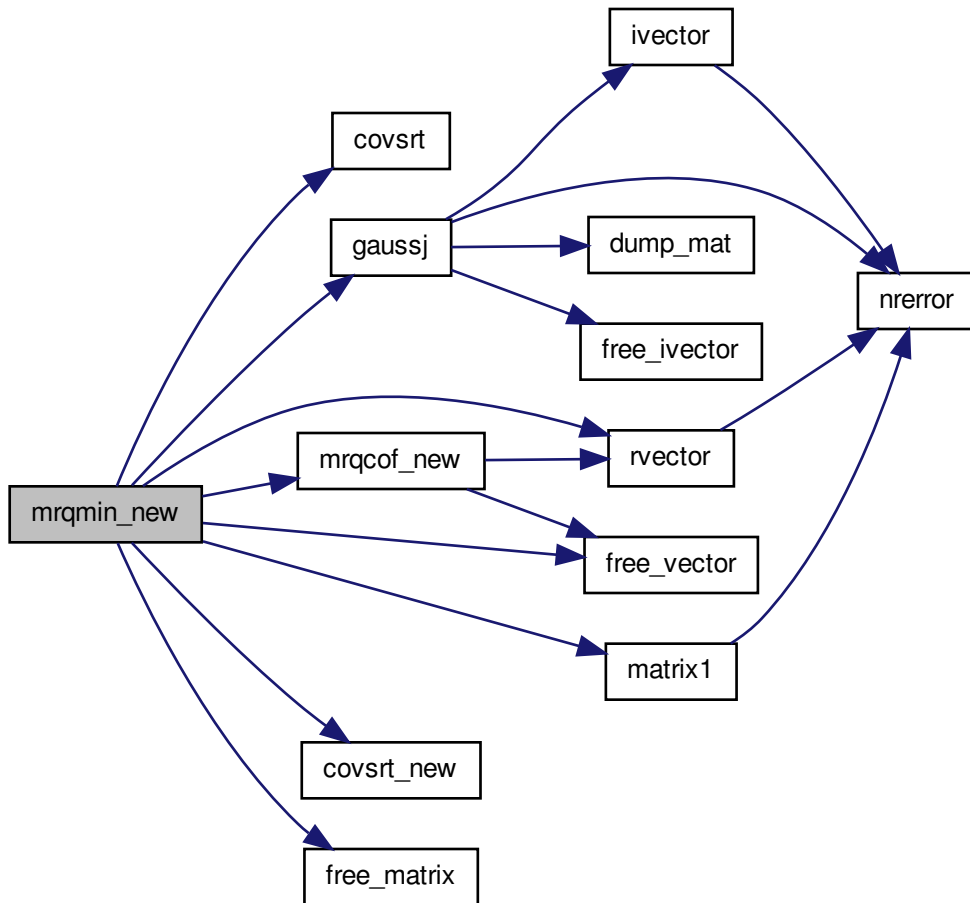 ivector
covsrt
gaussj
dump_mat
nrerror
free_ivector
mrqcof_new
rvector
mrqmin_new
free_vector
matrix1
covsrt_new
free_matrix